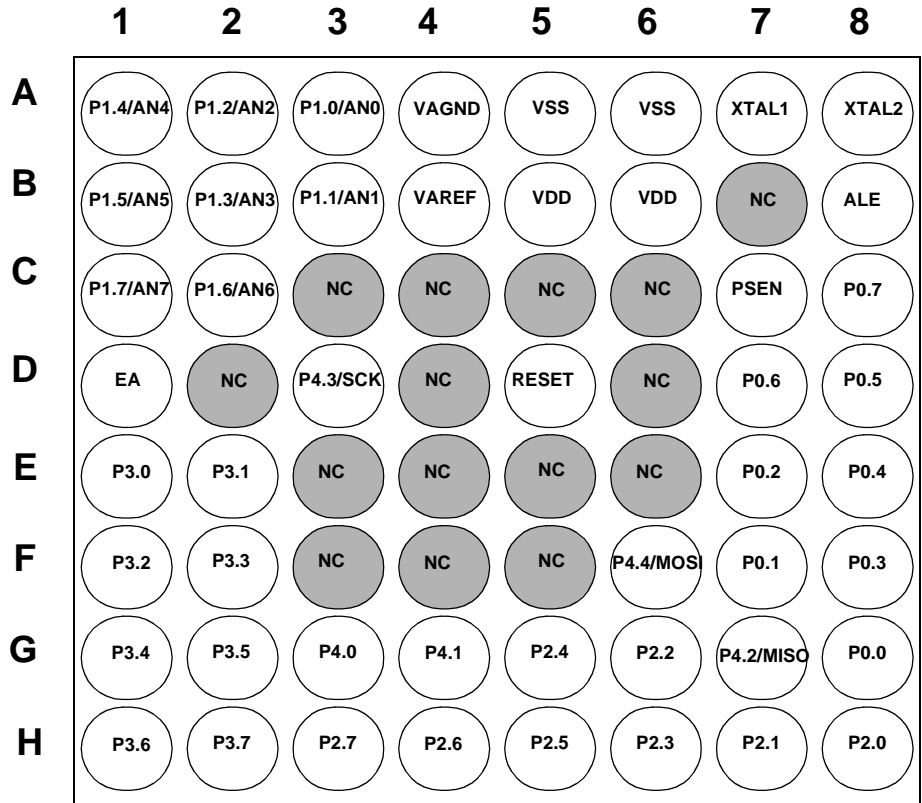 1 2 3 4 5 6 7 8
A P1.4/AN4 P1.2/AN2 P1.0/AN0 VAGND VSS VSS XTAL1 XTAL2
B P1.5/AN5 P1.3/AN3 P1.1/AN1 VAREF VDD VDD NC ALE
C P1.7/AN7 P1.6/AN6 NC NC NC NC PSEN P0.7
D EA NC P4.3/SCK NC RESET NC P0.6 P0.5
E P3.0 P3.1 NC NC NC NC P0.2 P0.4
F P3.2 P3.3 NC NC NC P4.4/MOSI P0.1 P0.3
G P3.4 P3.5 P4.0 P4.1 P2.4 P2.2 P4.2/MISO P0.0
H P3.6 P3.7 P2.7 P2.6 P2.5 P2.3 P2.1 P2.0